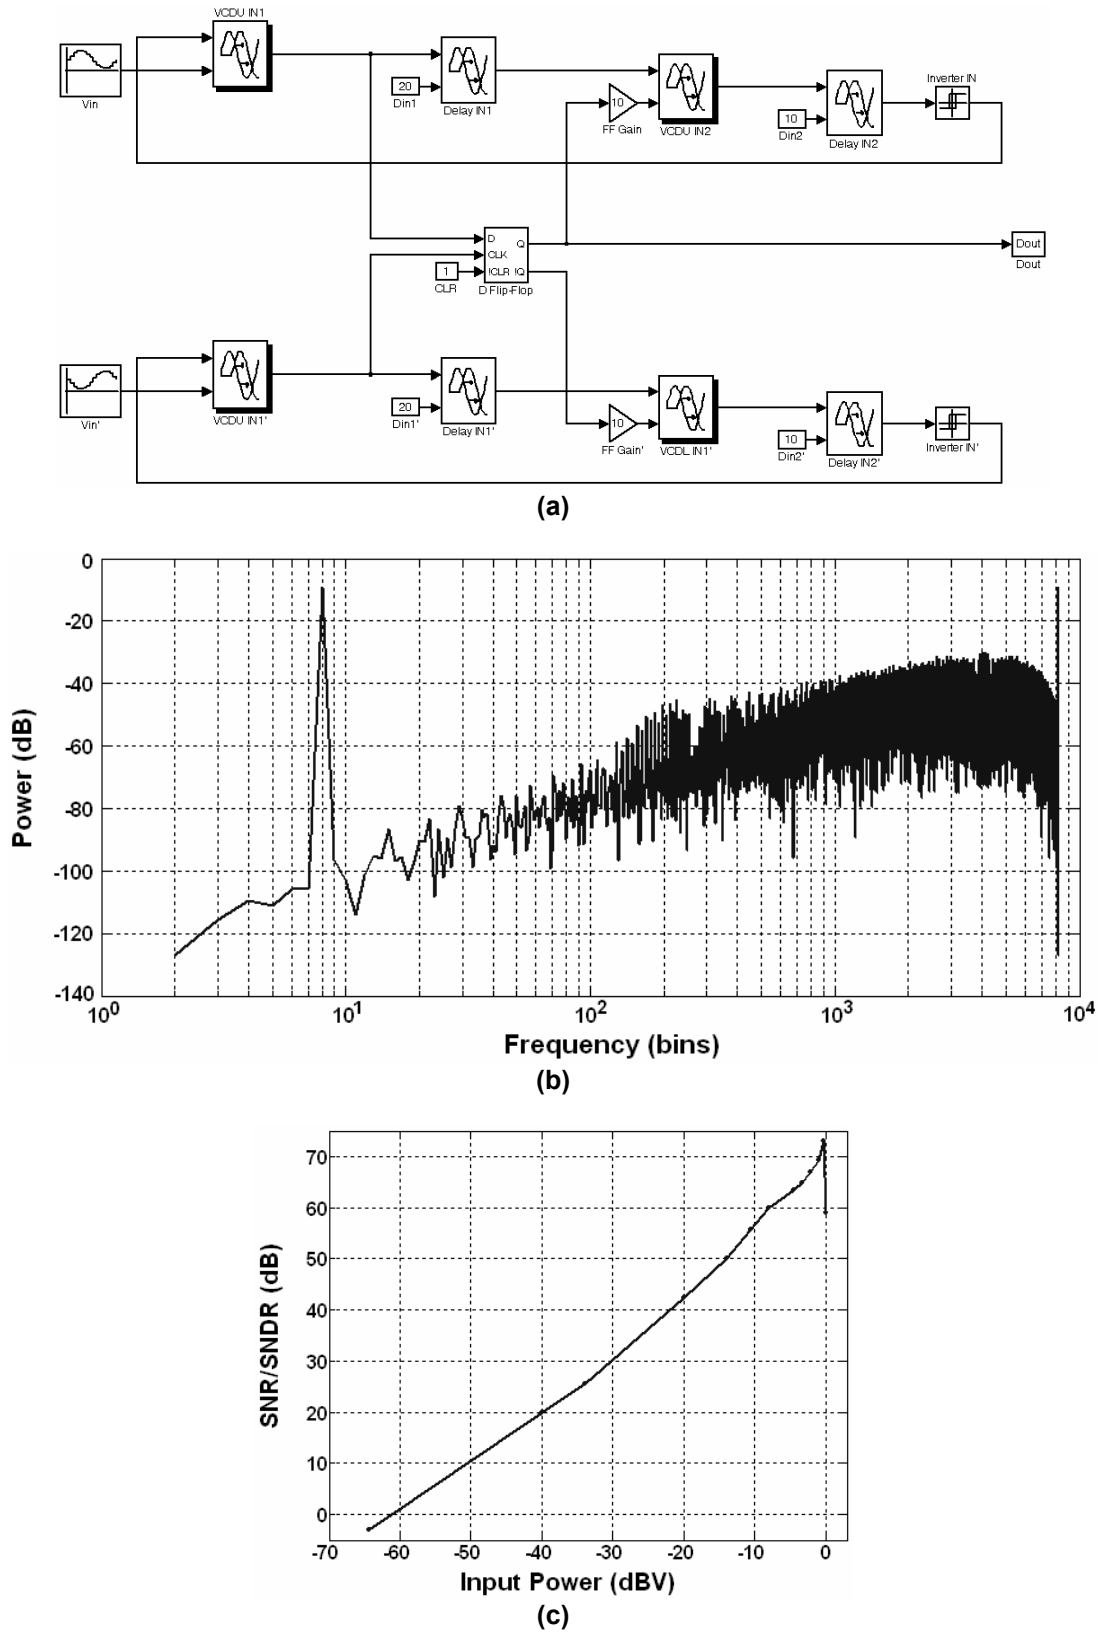 VCDU IN1
Vin
20
Din1
Delay IN1
10
FF Gain
VCDU IN2
10
Din2
Delay IN2
Inverter IN
D
CLK
!CLR
Q
!Q
D Flip-Flop
1
CLR
Dout
Dout
Vin'
VCDU IN1'
20
Din1'
Delay IN1'
10
FF Gain'
VCDL IN1'
10
Din2'
Delay IN2'
Inverter IN'
(a)
Power (dB)
0
-20
-40
-60
-80
-100
-120
-140
10^0
10^1
10^2
10^3
10^4
Frequency (bins)
(b)
SNR/SNDR (dB)
70
60
50
40
30
20
10
0
-70
-60
-50
-40
-30
-20
-10
0
Input Power (dBV)
(c)